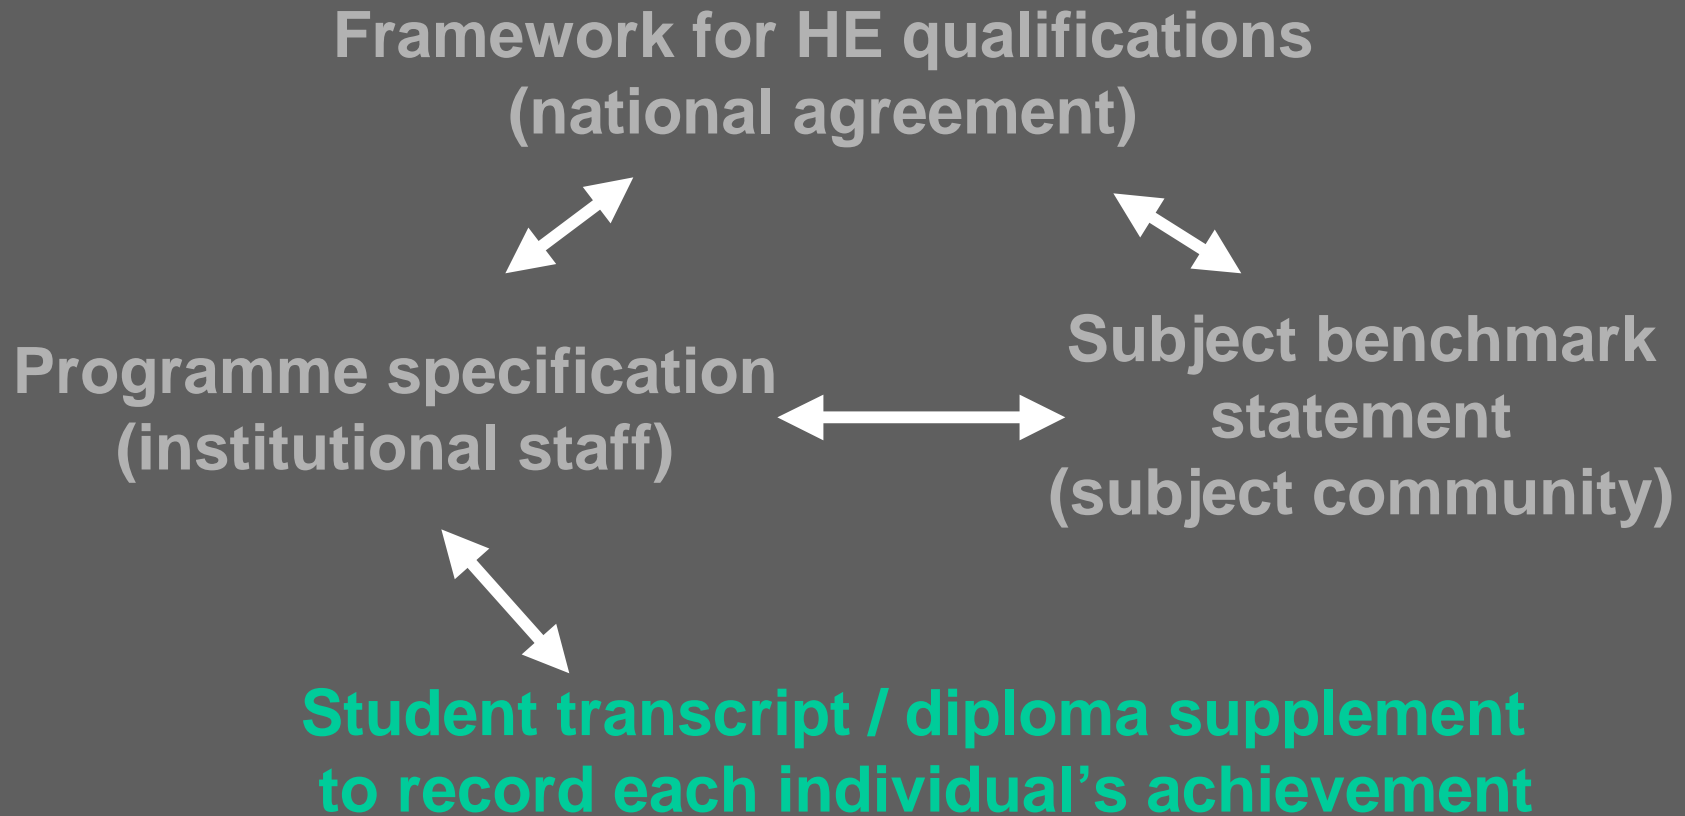 Framework for HE qualifications
(national agreement)
Programme specification
(institutional staff)
Subject benchmark
statement
(subject community)
Student transcript / diploma supplement
to record each individual’s achievement